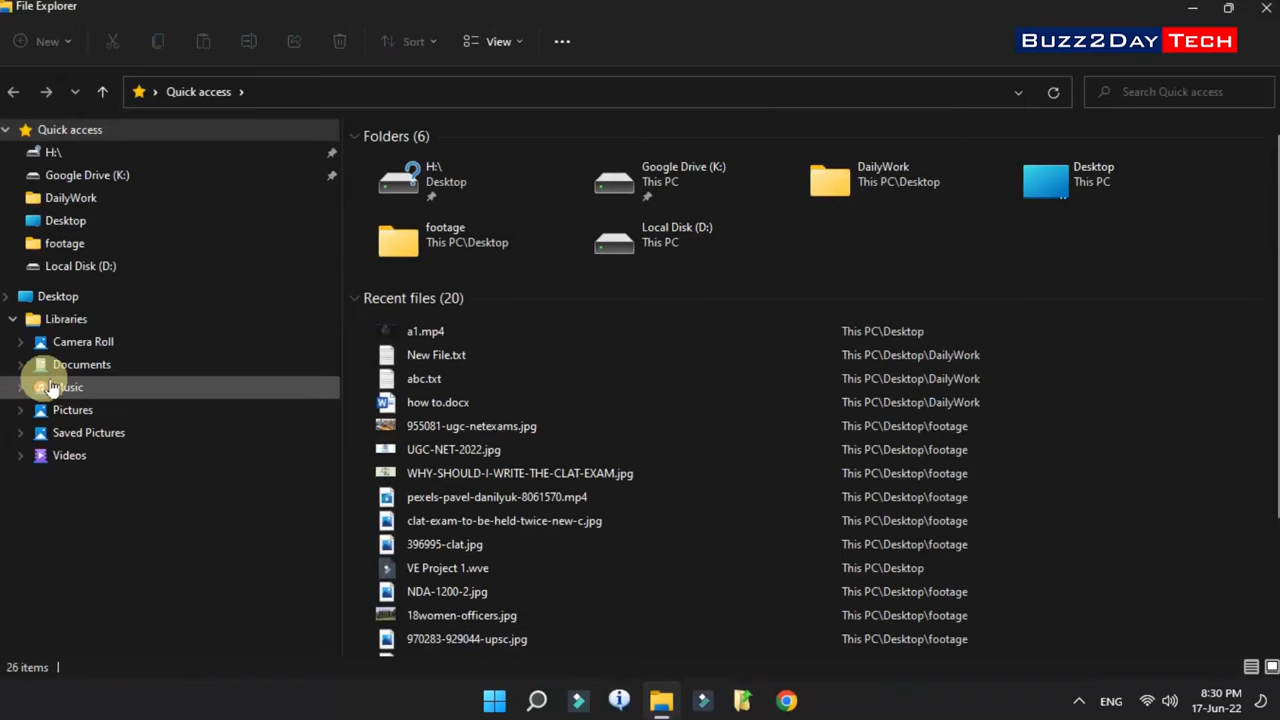 File Explorer
New
Sort
View
Buzz2Day Tech
Quick access
Search Quick access
Quick access
H:\
Google Drive (K:)
DailyWork
Desktop
footage
Local Disk (D:)
Desktop
Libraries
Camera Roll
Documents
Music
Pictures
Saved Pictures
Videos
Folders (6)
H:\
Desktop
Google Drive (K:)
This PC
DailyWork
This PC\Desktop
Desktop
This PC
footage
This PC\Desktop
Local Disk (D:)
This PC
Recent files (20)
a1.mp4 This PC\Desktop
New File.txt This PC\Desktop\DailyWork
abc.txt This PC\Desktop\DailyWork
how to.docx This PC\Desktop\DailyWork
955081-ugc-netexams.jpg This PC\Desktop\footage
UGC-NET-2022.jpg This PC\Desktop\footage
WHY-SHOULD-I-WRITE-THE-CLAT-EXAM.jpg This PC\Desktop\footage
pexels-pavel-danilyuk-8061570.mp4 This PC\Desktop\footage
clat-exam-to-be-held-twice-new-c.jpg This PC\Desktop\footage
396995-clat.jpg This PC\Desktop\footage
VE Project 1.wve This PC\Desktop
NDA-1200-2.jpg This PC\Desktop\footage
18women-officers.jpg This PC\Desktop\footage
970283-929044-upsc.jpg This PC\Desktop\footage
26 items
ENG
8:30 PM
17-Jun-22